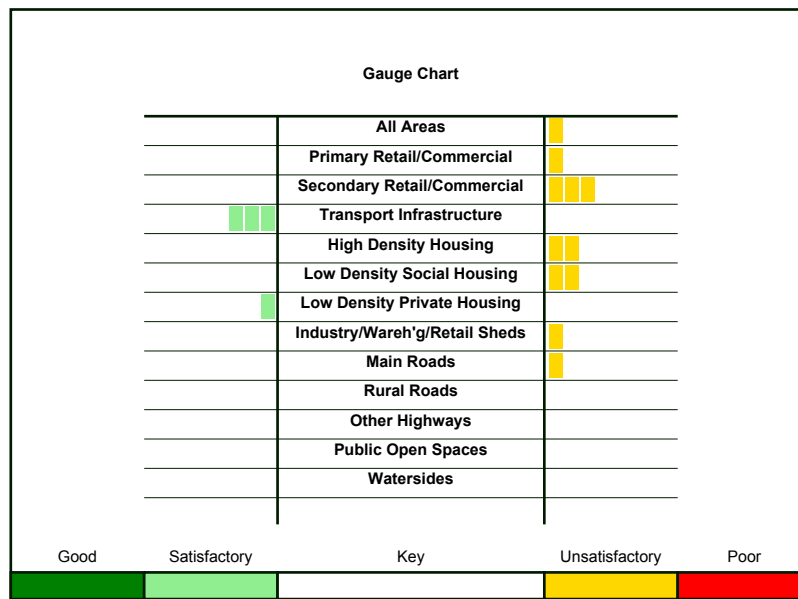 Gauge Chart
All Areas
Primary Retail/Commercial
Secondary Retail/Commercial
Transport Infrastructure
High Density Housing
Low Density Social Housing
Low Density Private Housing
Industry/Wareh'g/Retail Sheds
Main Roads
Rural Roads
Other Highways
Public Open Spaces
Watersides
Good Satisfactory Key Unsatisfactory Poor